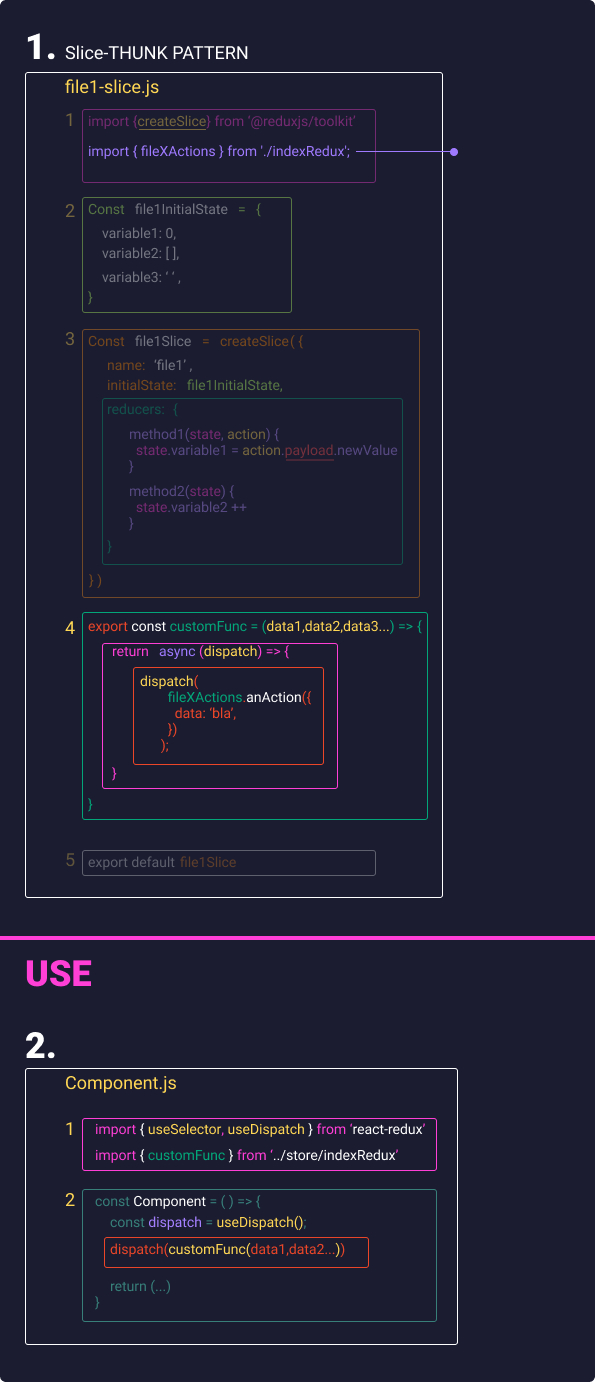 1. Slice-THUNK PATTERN
file1-slice.js
1 import {createSlice} from ‘@reduxjs/toolkit’
import { fileXActions } from './indexRedux';
2 Const file1InitialState = {
variable1: 0,
variable2: [ ],
variable3: ‘ ‘ ,
}
3 Const file1Slice = createSlice( {
name: ‘file1’ ,
initialState: file1InitialState,
reducers: {
method1(state, action) {
state.variable1 = action.payload.newValue
}
method2(state) {
state.variable2 ++
}
}
} )
4 export const customFunc = (data1,data2,data3...) => {
return async (dispatch) => {
dispatch(
fileXActions.anAction({
data: ‘bla’,
})
);
}
}
5 export default file1Slice
USE
2.
Component.js
1 import { useSelector, useDispatch } from ‘react-redux’
import { customFunc } from ‘../store/indexRedux’
2 const Component = ( ) => {
const dispatch = useDispatch();
dispatch(customFunc(data1,data2...))
return (...)
}